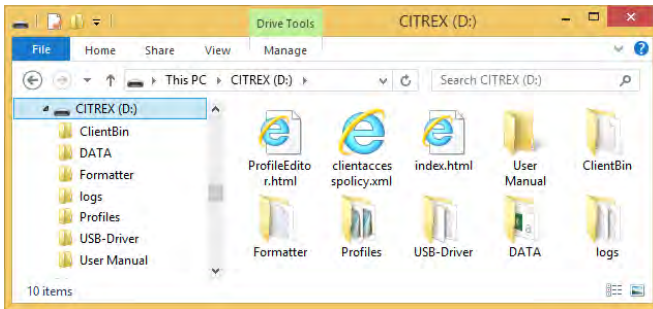 Drive Tools CITREX (D:)
File Home Share View Manage
This PC CITREX (D:) Search CITREX (D:)
CITREX (D:)
ClientBin
DATA
Formatter
logs
Profiles
USB-Driver
User Manual
ProfileEdito
r.html
clientacces
spolicy.xml
index.html
User
Manual
ClientBin
Formatter
Profiles
USB-Driver
DATA
logs
10 items